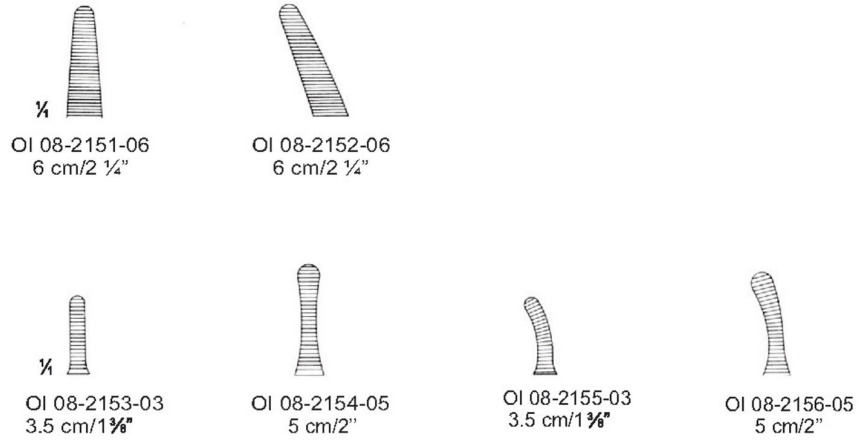 ⅟₁
OI 08-2151-06
6 cm/2 ¼”
OI 08-2152-06
6 cm/2 ¼”
⅟₁
OI 08-2153-03
3.5 cm/1⅜”
OI 08-2154-05
5 cm/2”
OI 08-2155-03
3.5 cm/1⅜”
OI 08-2156-05
5 cm/2”